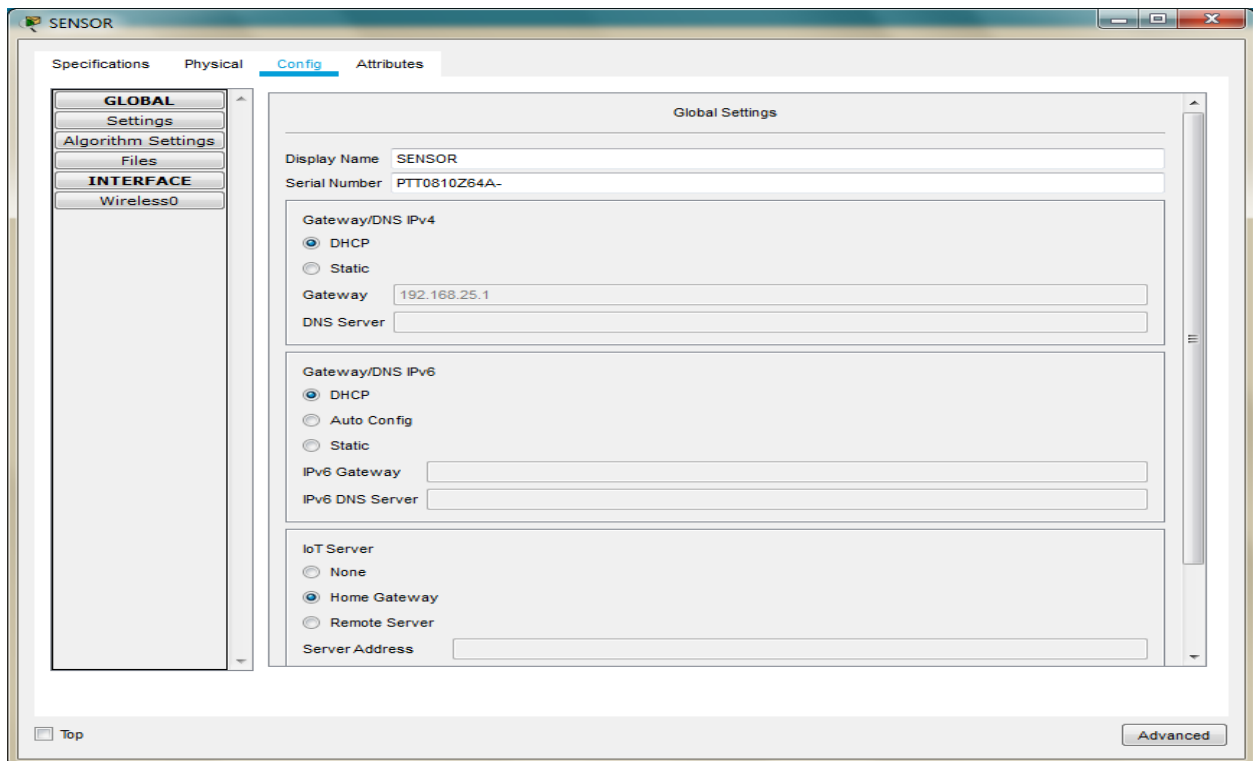 SENSOR
Specifications Physical Config Attributes
GLOBAL
Settings
Algorithm Settings
Files
INTERFACE
Wireless0
Global Settings
Display Name SENSOR
Serial Number PTT0810Z64A-
Gateway/DNS IPv4
DHCP
Static
Gateway 192.168.25.1
DNS Server
Gateway/DNS IPv6
DHCP
Auto Config
Static
IPv6 Gateway
IPv6 DNS Server
IoT Server
None
Home Gateway
Remote Server
Server Address
Top Advanced